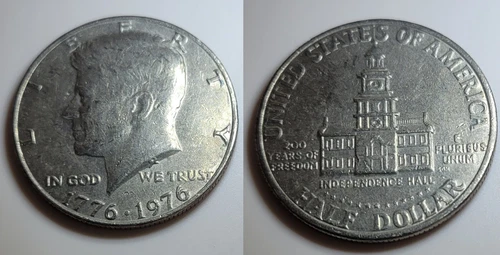 LIBERTY
IN GOD WE TRUST
1776 · 1976
UNITED STATES OF AMERICA
200
YEARS OF
FREEDOM
E
PLURIBUS
UNUM
INDEPENDENCE HALL
HALF DOLLAR